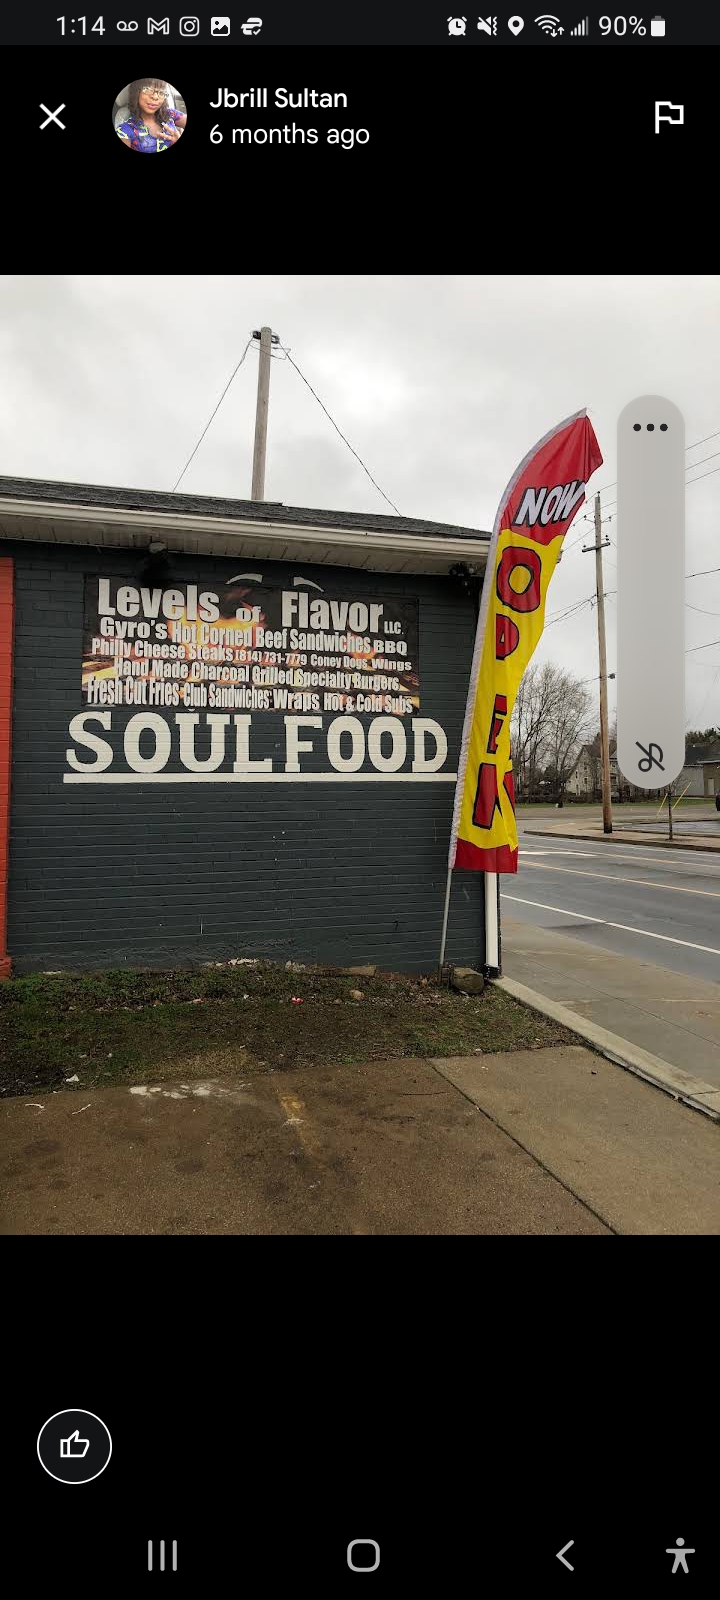 1:14
90%
Jbrill Sultan
6 months ago
NOW
OPEN
Levels of Flavor LLC.
Gyro's Hot Corned Beef Sandwiches BBQ
Philly Cheese Steaks (814) 731-7779 Coney Dogs Wings
Hand Made Charcoal Grilled Specialty Burgers
Fresh Cut Fries Club Sandwiches Wraps Hot & Cold Subs
SOULFOOD